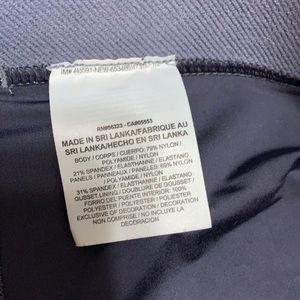 RN#56323 - CA#05553
MADE IN SRI LANKA/FABRIQUE AU
SRI LANKA/HECHO EN SRI LANKA
BODY / CORPS / CUERPO: 79% NYLON /
POLYAMIDE / NYLON
21% SPANDEX / ELASTHANNE / ELASTANO
PANELS / PANNEAUX / PANELES: 69% NYLON /
POLYAMIDE / NYLON
31% SPANDEX / ELASTHANNE / ELASTANO
GUSSET LINING / DOUBLURE DE GOUSSET /
FORRO DEL PUENTE INTERIOR: 100%
POLYESTER / POLYESTER / POLIÉSTER
EXCLUSIVE OF DECORATION / DÉCORATION
NON COMPRISE / NO INCLUYE LA
DECORACIÓN